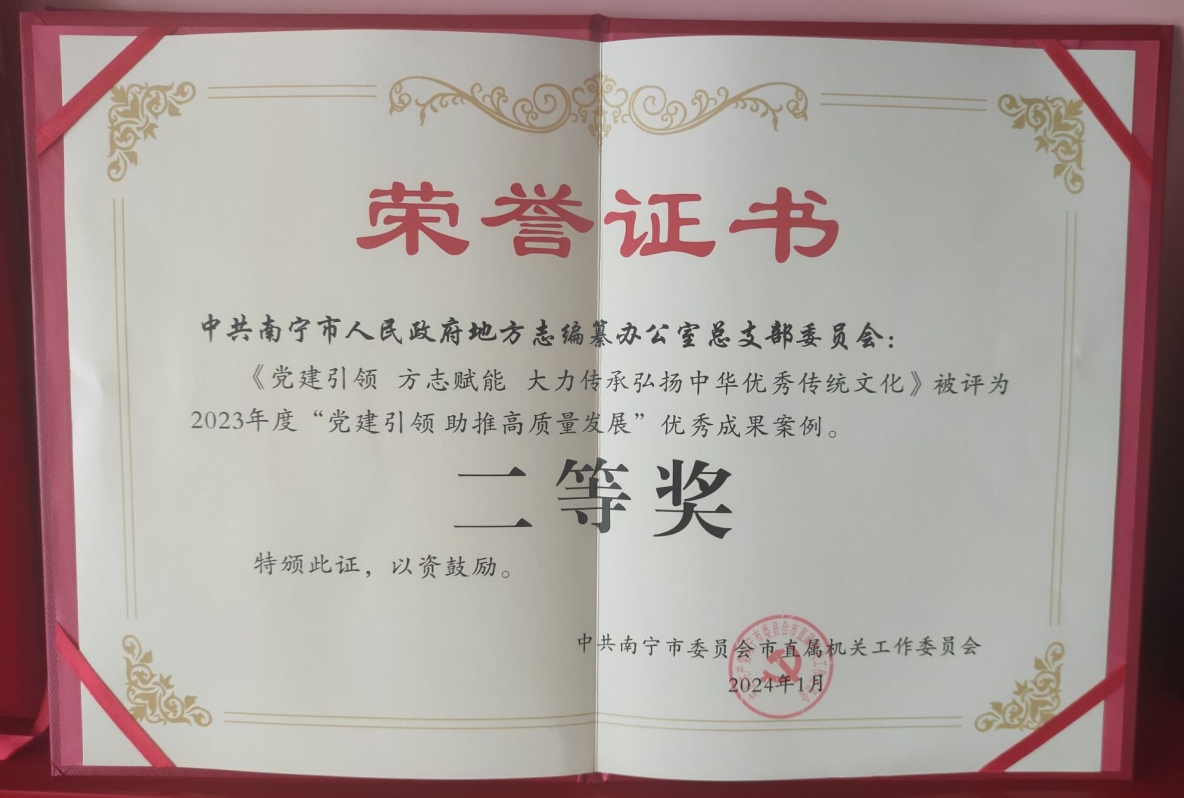 荣誉证书
中共南宁市人民政府地方志编纂办公室总支部委员会：
《党建引领 方志赋能 大力传承弘扬中华优秀传统文化》被评为
2023年度“党建引领 助推高质量发展”优秀成果案例。
二等奖
特颁此证，以资鼓励。
中共南宁市委员会市直属机关工作委员会
2024年1月